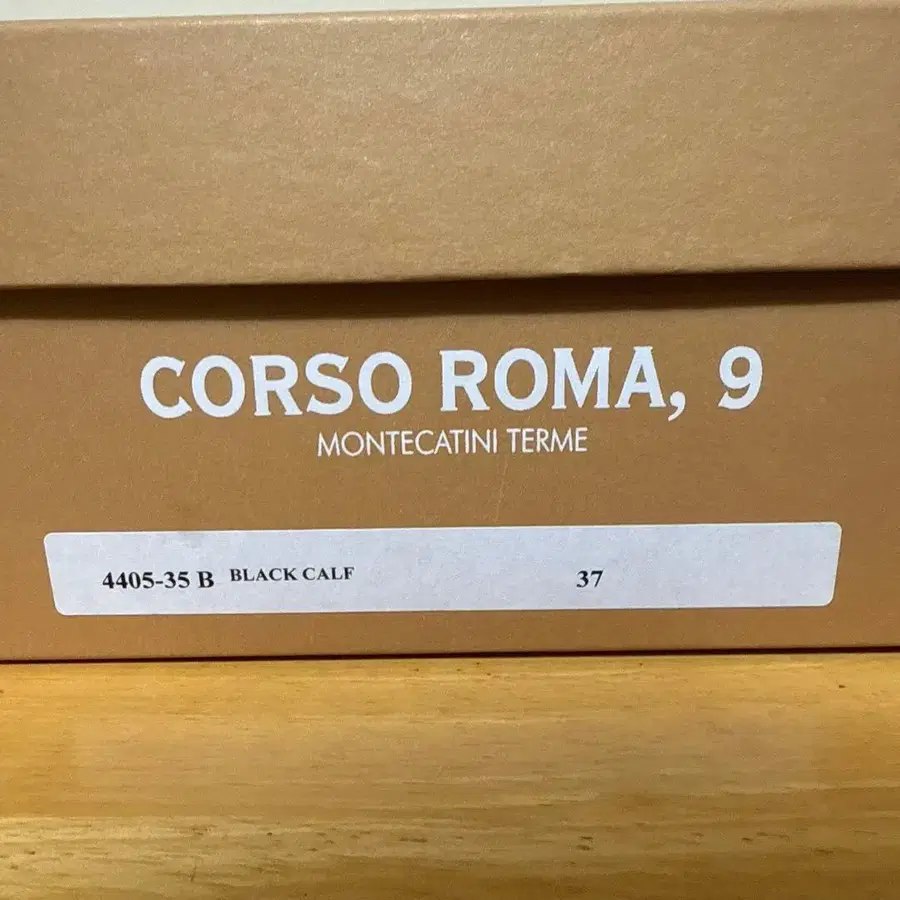 CORSO ROMA, 9
MONTECATINI TERME
4405-35 B BLACK CALF 37